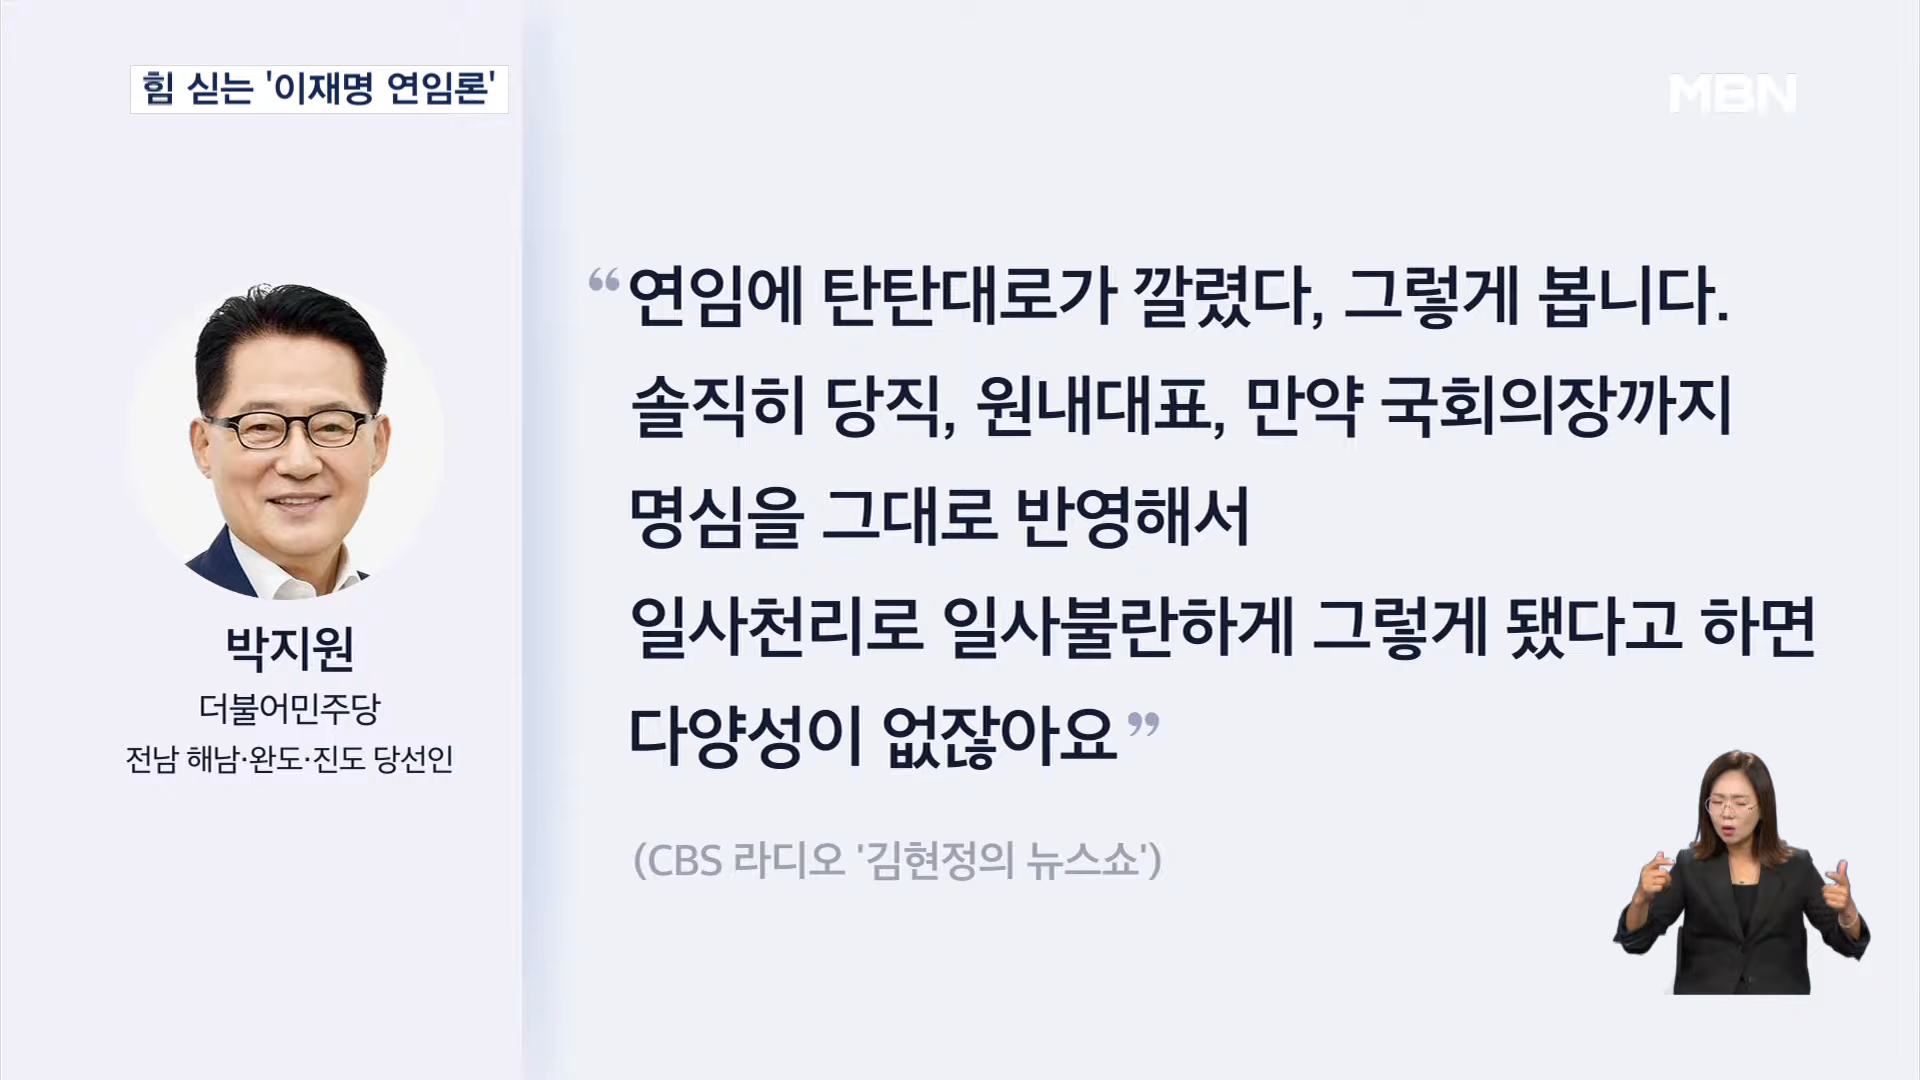 힘 싣는 '이재명 연임론'
MBN
“연임에 탄탄대로가 깔렸다, 그렇게 봅니다.
솔직히 당직, 원내대표, 만약 국회의장까지
명심을 그대로 반영해서
일사천리로 일사불란하게 그렇게 됐다고 하면
다양성이 없잖아요”
(CBS 라디오 '김현정의 뉴스쇼')
박지원
더불어민주당
전남 해남·완도·진도 당선인